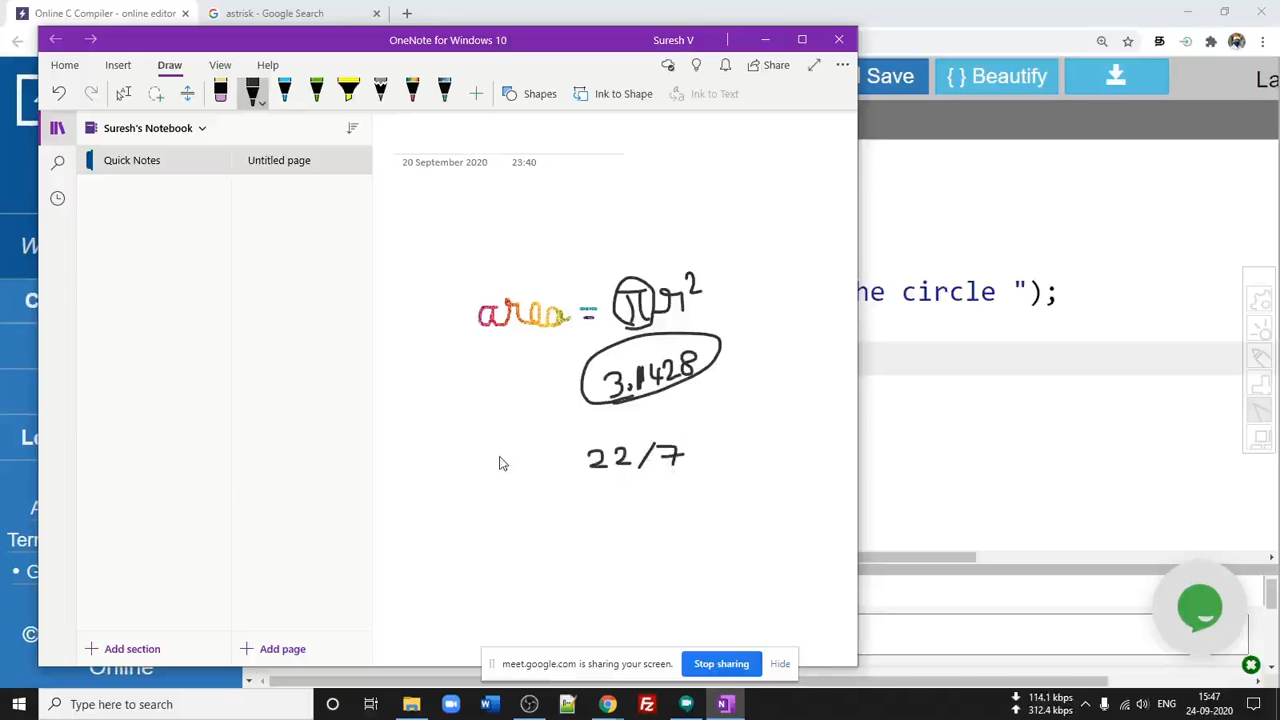 Online C Compiler - online editor
astrisk - Google Search
OneNote for Windows 10
Suresh V
Home
Insert
Draw
View
Help
Share
Save
{ } Beautify
La
Shapes
Ink to Shape
Ink to Text
Suresh's Notebook
Quick Notes
Untitled page
20 September 2020
23:40
area = πr²
he circle ");
3.1428
22/7
Term
Add section
Add page
Online
meet.google.com is sharing your screen.
Stop sharing
Hide
Type here to search
114.1 kbps
312.4 kbps
ENG
15:47
24-09-2020